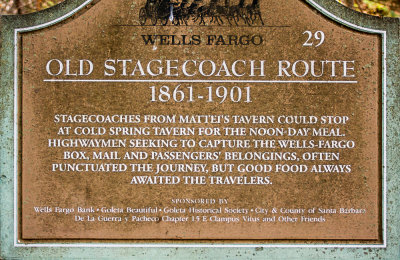 WELLS FARGO
29
OLD STAGECOACH ROUTE
1861-1901
STAGECOACHES FROM MATTEI'S TAVERN COULD STOP
AT COLD SPRING TAVERN FOR THE NOON-DAY MEAL.
HIGHWAYMEN SEEKING TO CAPTURE THE WELLS-FARGO
BOX, MAIL AND PASSENGERS' BELONGINGS, OFTEN
PUNCTUATED THE JOURNEY, BUT GOOD FOOD ALWAYS
AWAITED THE TRAVELERS.
SPONSORED BY
Wells Fargo Bank • Goleta Beautiful • Goleta Historical Society • City & County of Santa Barbara
De La Guerra y Pacheco Chapter 1.5 E Clampus Vitus and Other Friends